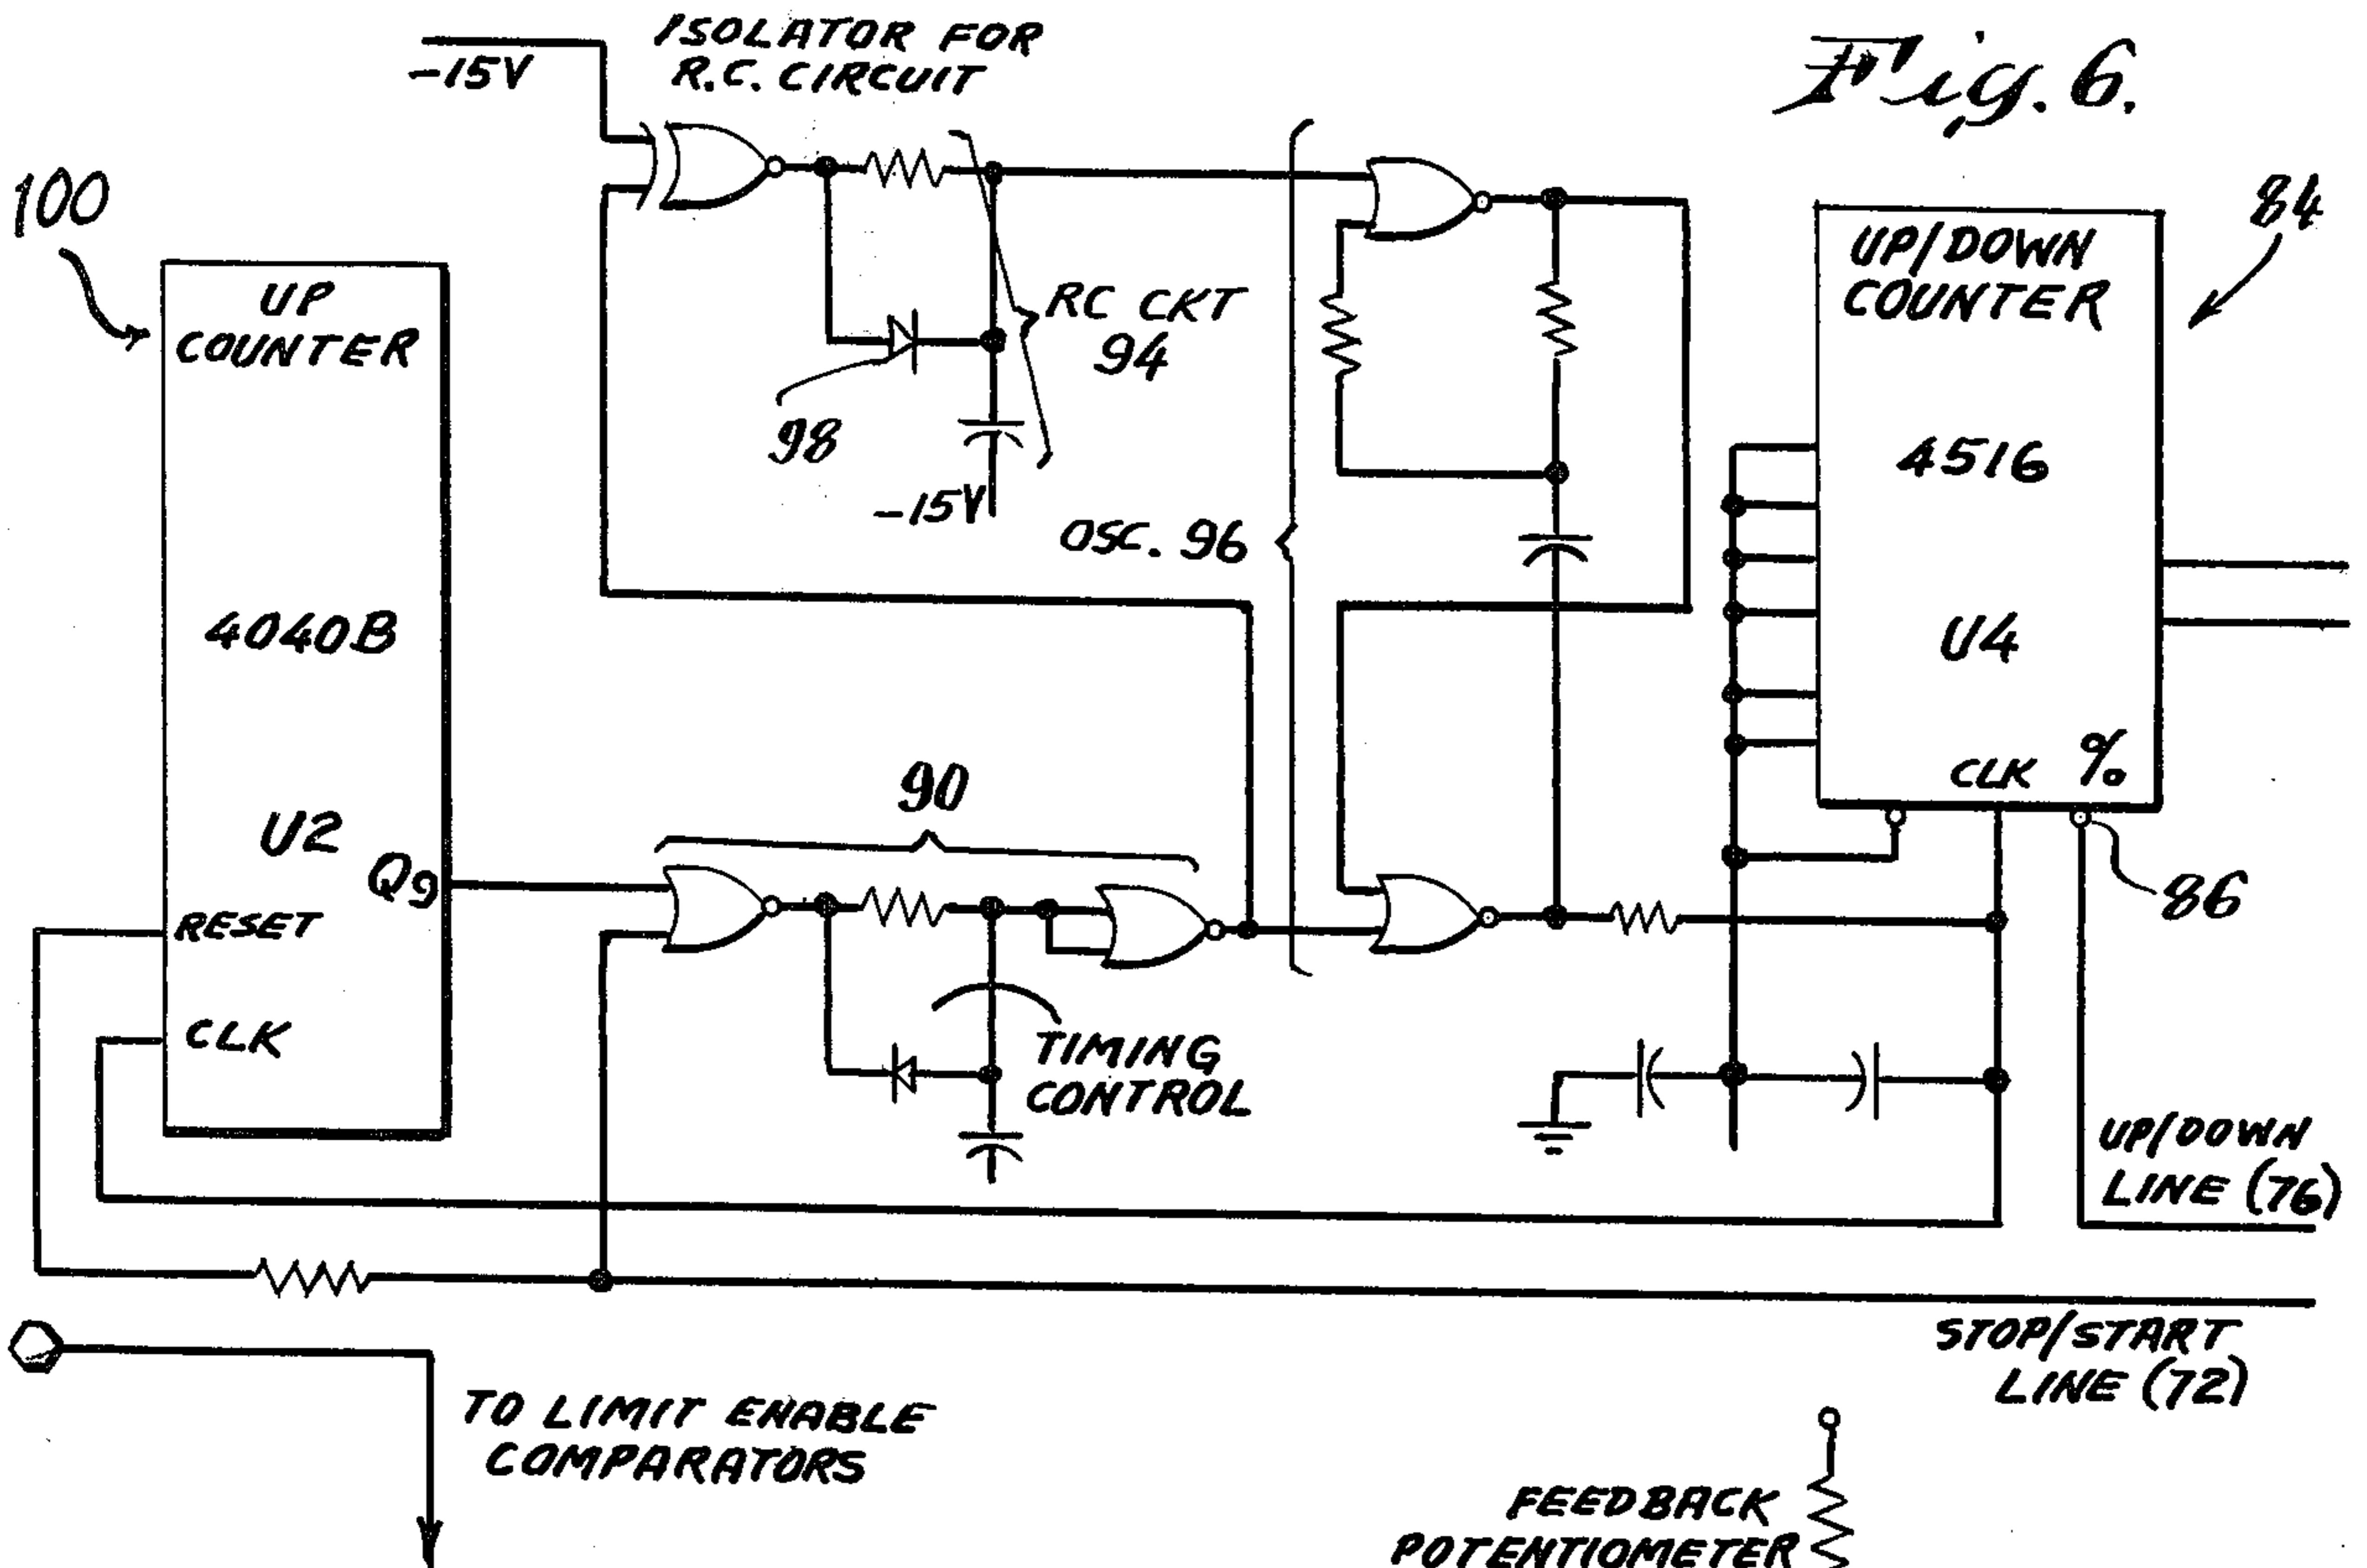 Fig. 6.
-15V
ISOLATOR FOR
R.C. CIRCUIT
100
UP
COUNTER
4040B
U2
Q9
RESET
CLK
RC CKT
94
98
-15V
OSC. 96
84
UP/DOWN
COUNTER
4516
U4
CLK
86
90
TIMING
CONTROL
UP/DOWN
LINE (76)
STOP/START
LINE (72)
TO LIMIT ENABLE
COMPARATORS
FEEDBACK
POTENTIOMETER